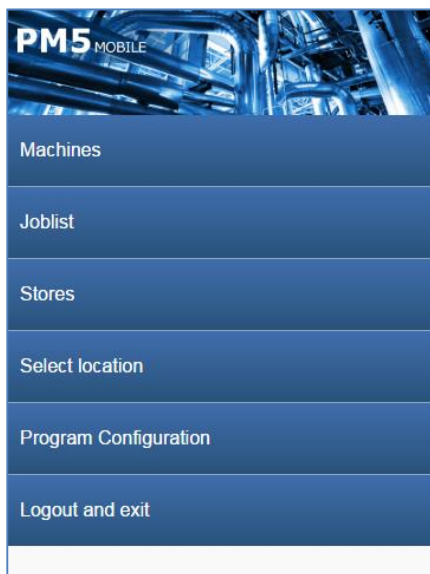 PM5 MOBILE
Machines
Joblist
Stores
Select location
Program Configuration
Logout and exit